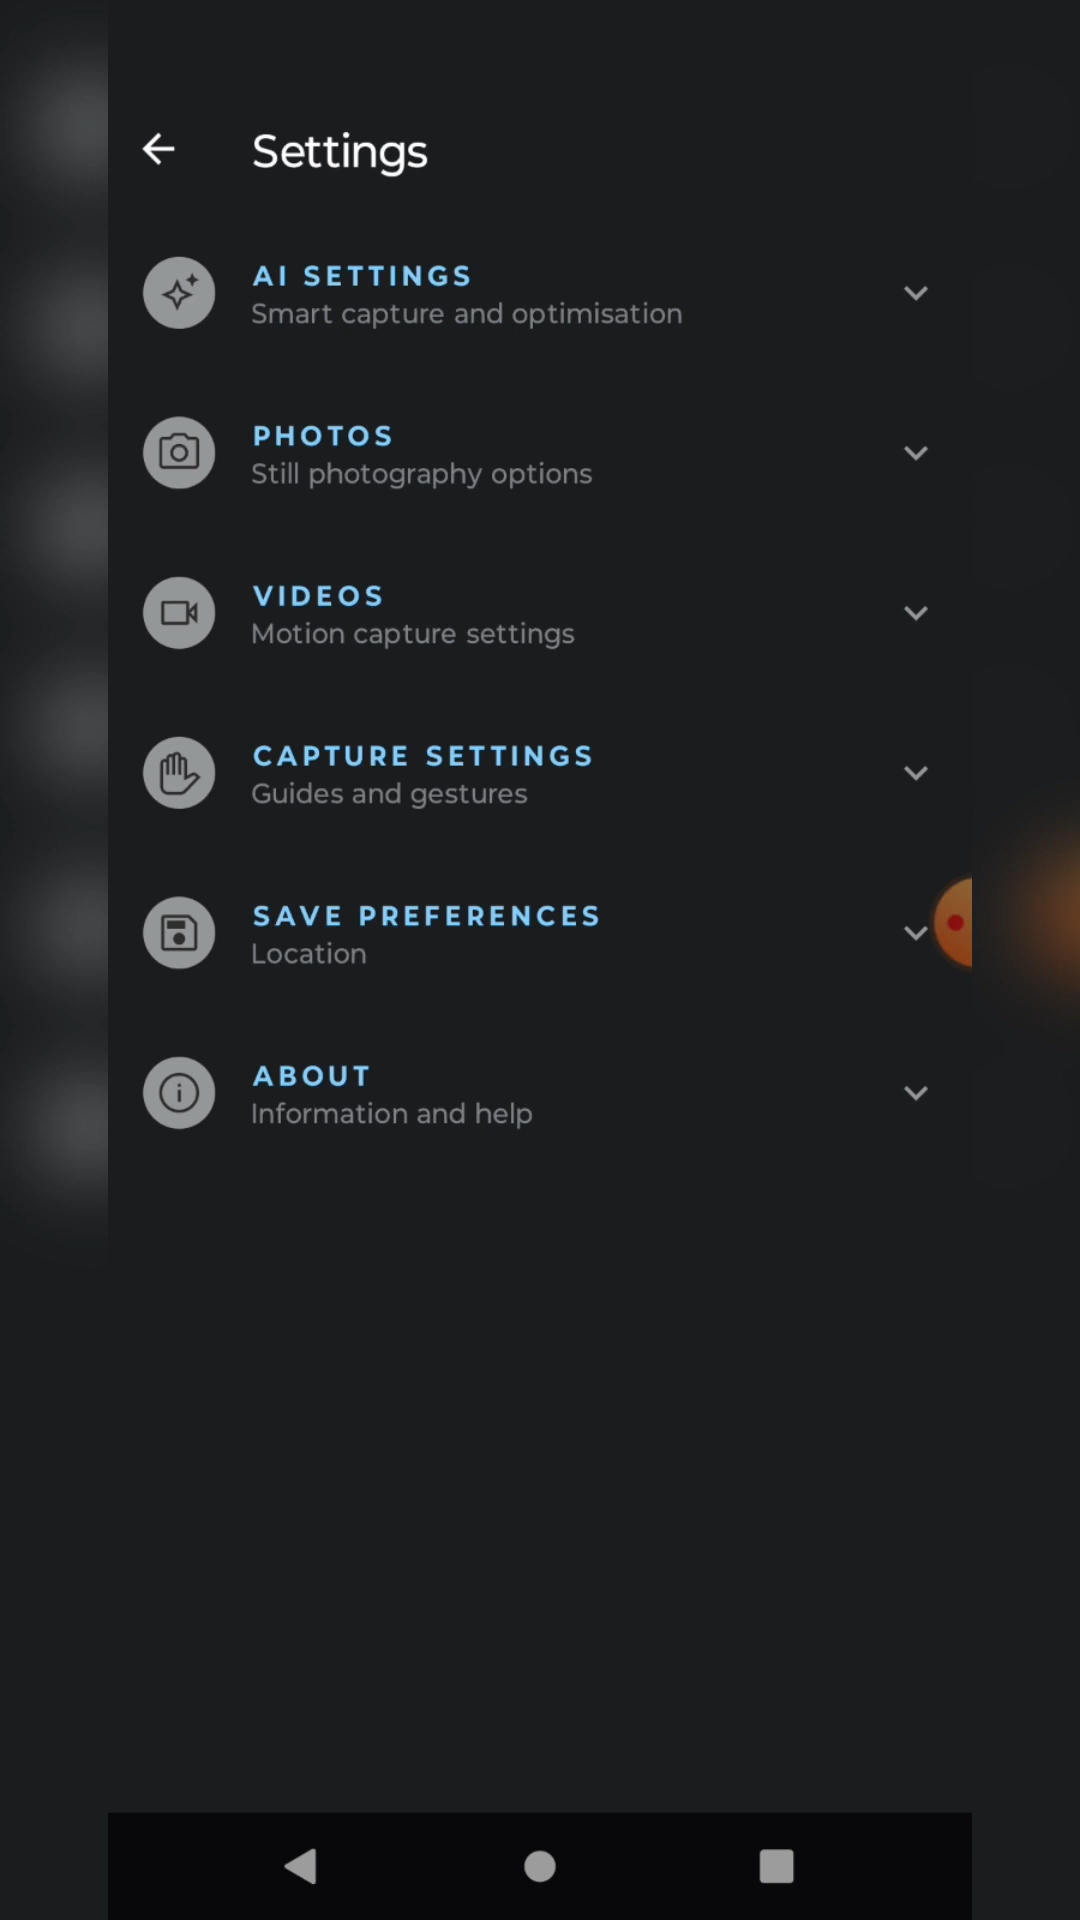 Settings
AI SETTINGS
Smart capture and optimisation
PHOTOS
Still photography options
VIDEOS
Motion capture settings
CAPTURE SETTINGS
Guides and gestures
SAVE PREFERENCES
Location
ABOUT
Information and help